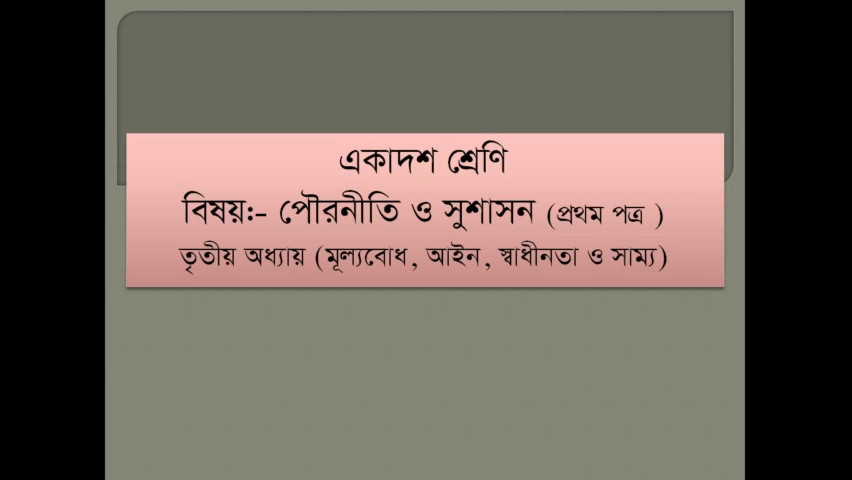 একাদশ শ্রেণি
বিষয়:- পৌরনীতি ও সুশাসন (প্রথম পত্র )
তৃতীয় অধ্যায় (মূল্যবোধ, আইন, স্বাধীনতা ও সাম্য)